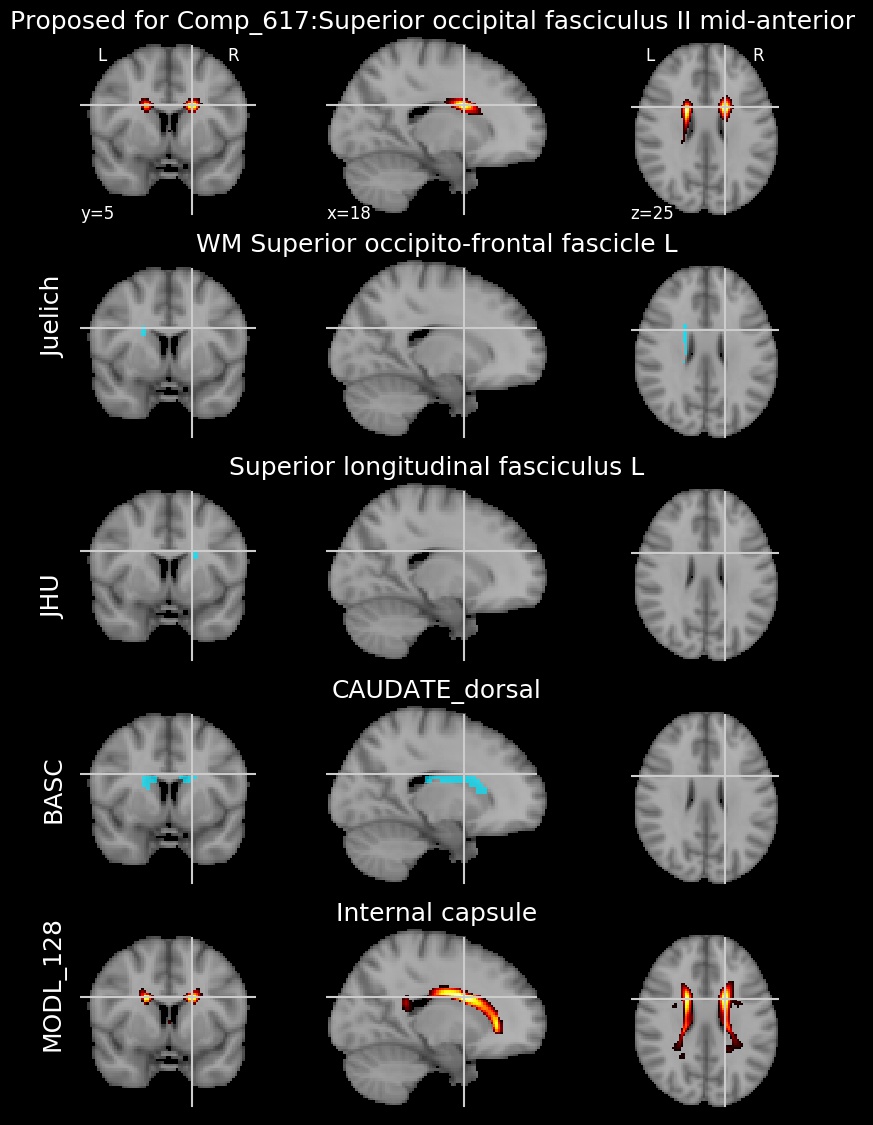 Proposed for Comp_617:Superior occipital fasciculus II mid-anterior
L R L R
y=5 x=18 z=25
WM Superior occipito-frontal fascicle L
Juelich
Superior longitudinal fasciculus L
JHU
CAUDATE_dorsal
BASC
Internal capsule
MODL_128